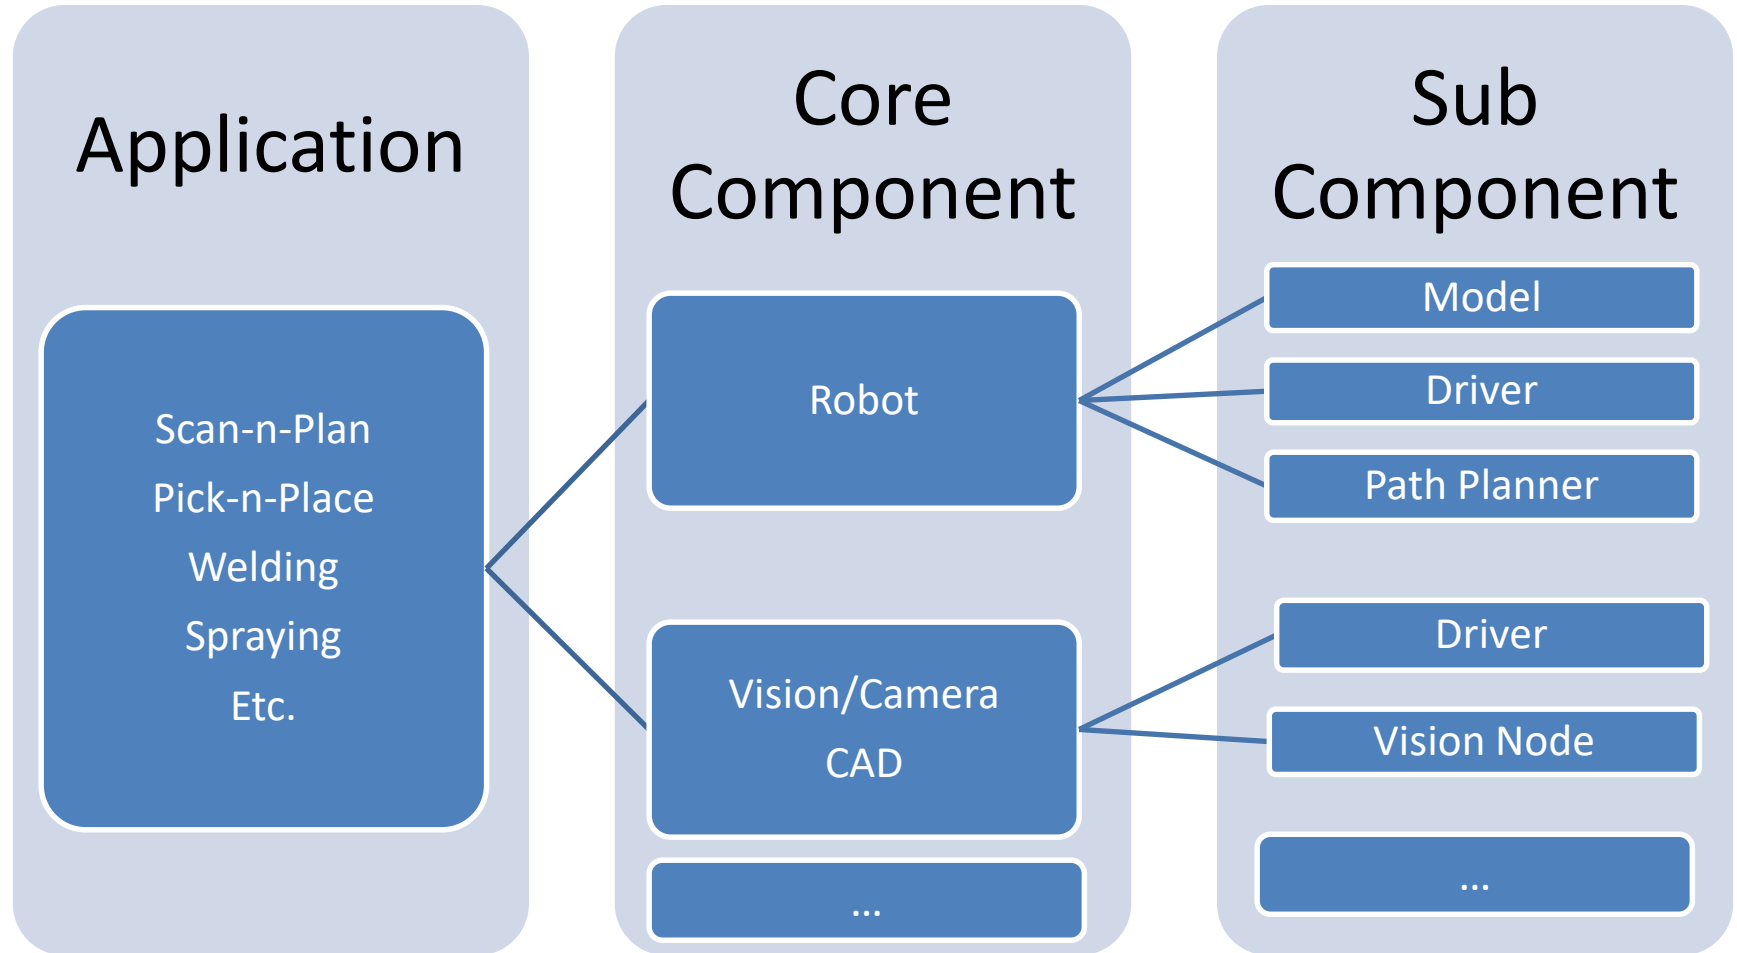 Application
Scan-n-Plan
Pick-n-Place
Welding
Spraying
Etc.
Core
Component
Robot
Vision/Camera
CAD
...
Sub
Component
Model
Driver
Path Planner
Driver
Vision Node
...